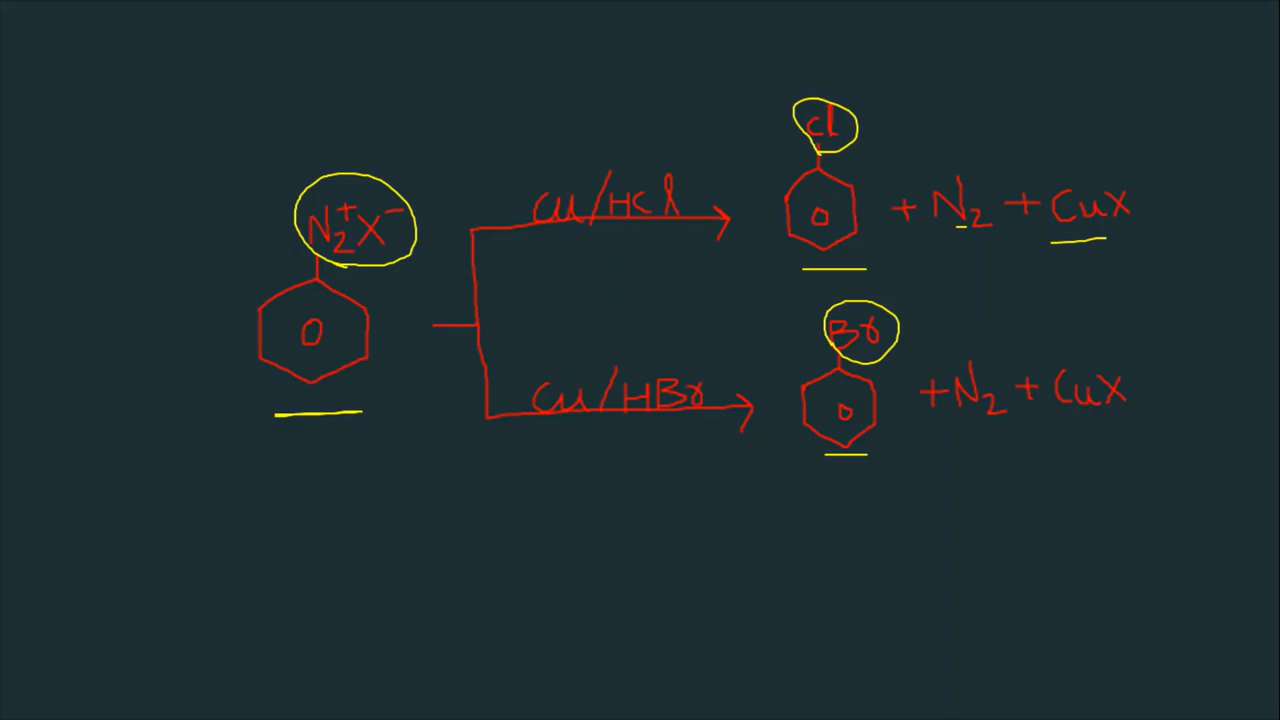 Cl
N₂⁺X⁻
Cu/HCl
+ N₂ + CuX
Br
Cu/HBr
+ N₂ + CuX